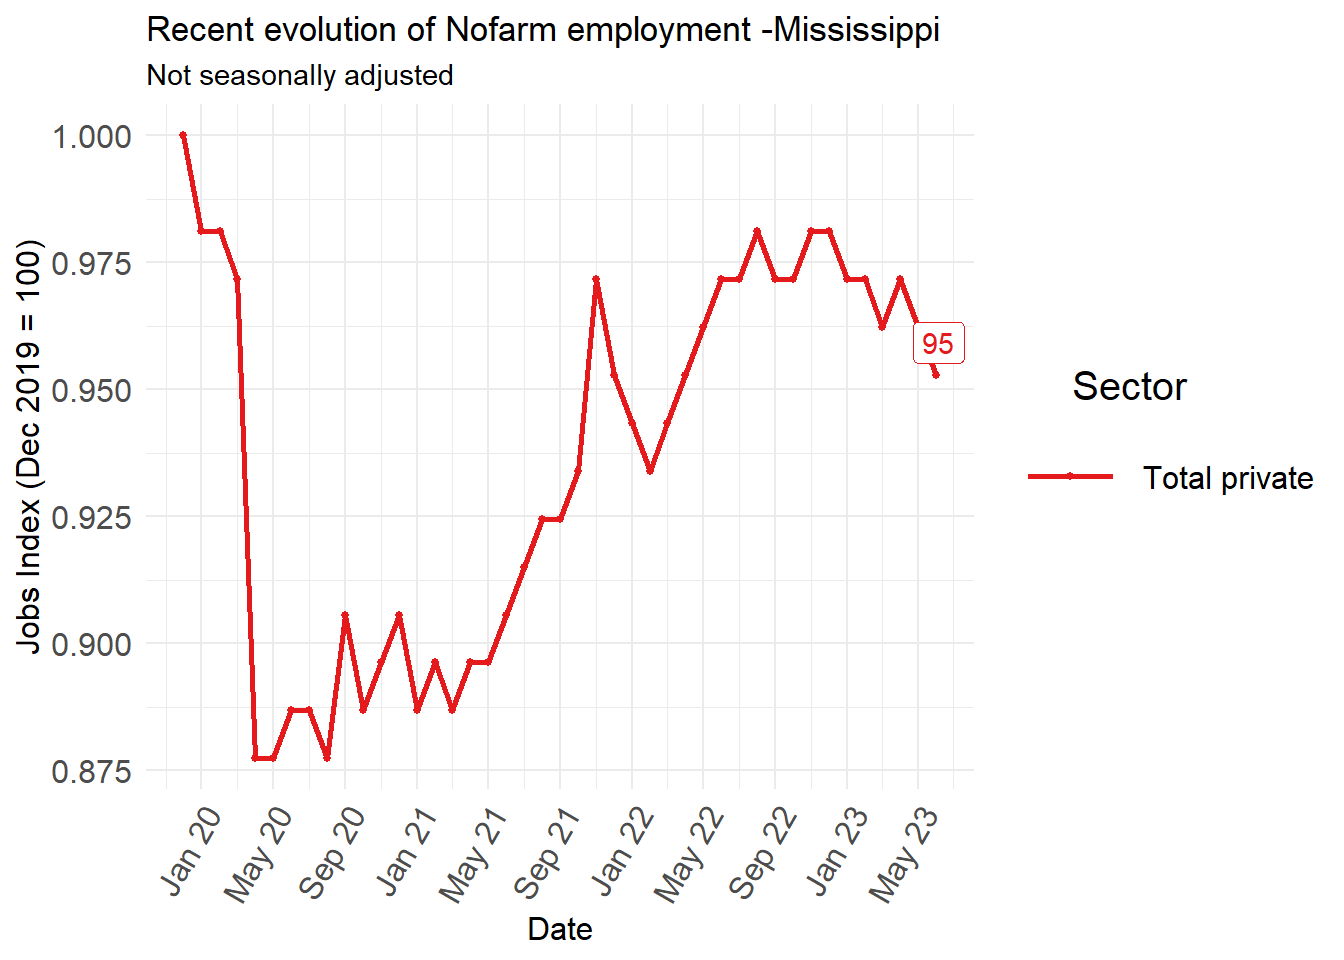 Recent evolution of Nofarm employment -Mississippi
Not seasonally adjusted
Jobs Index (Dec 2019 = 100)
1.000
0.975
0.950
0.925
0.900
0.875
95
Jan 20
May 20
Sep 20
Jan 21
May 21
Sep 21
Jan 22
May 22
Sep 22
Jan 23
May 23
Date
Sector
Total private